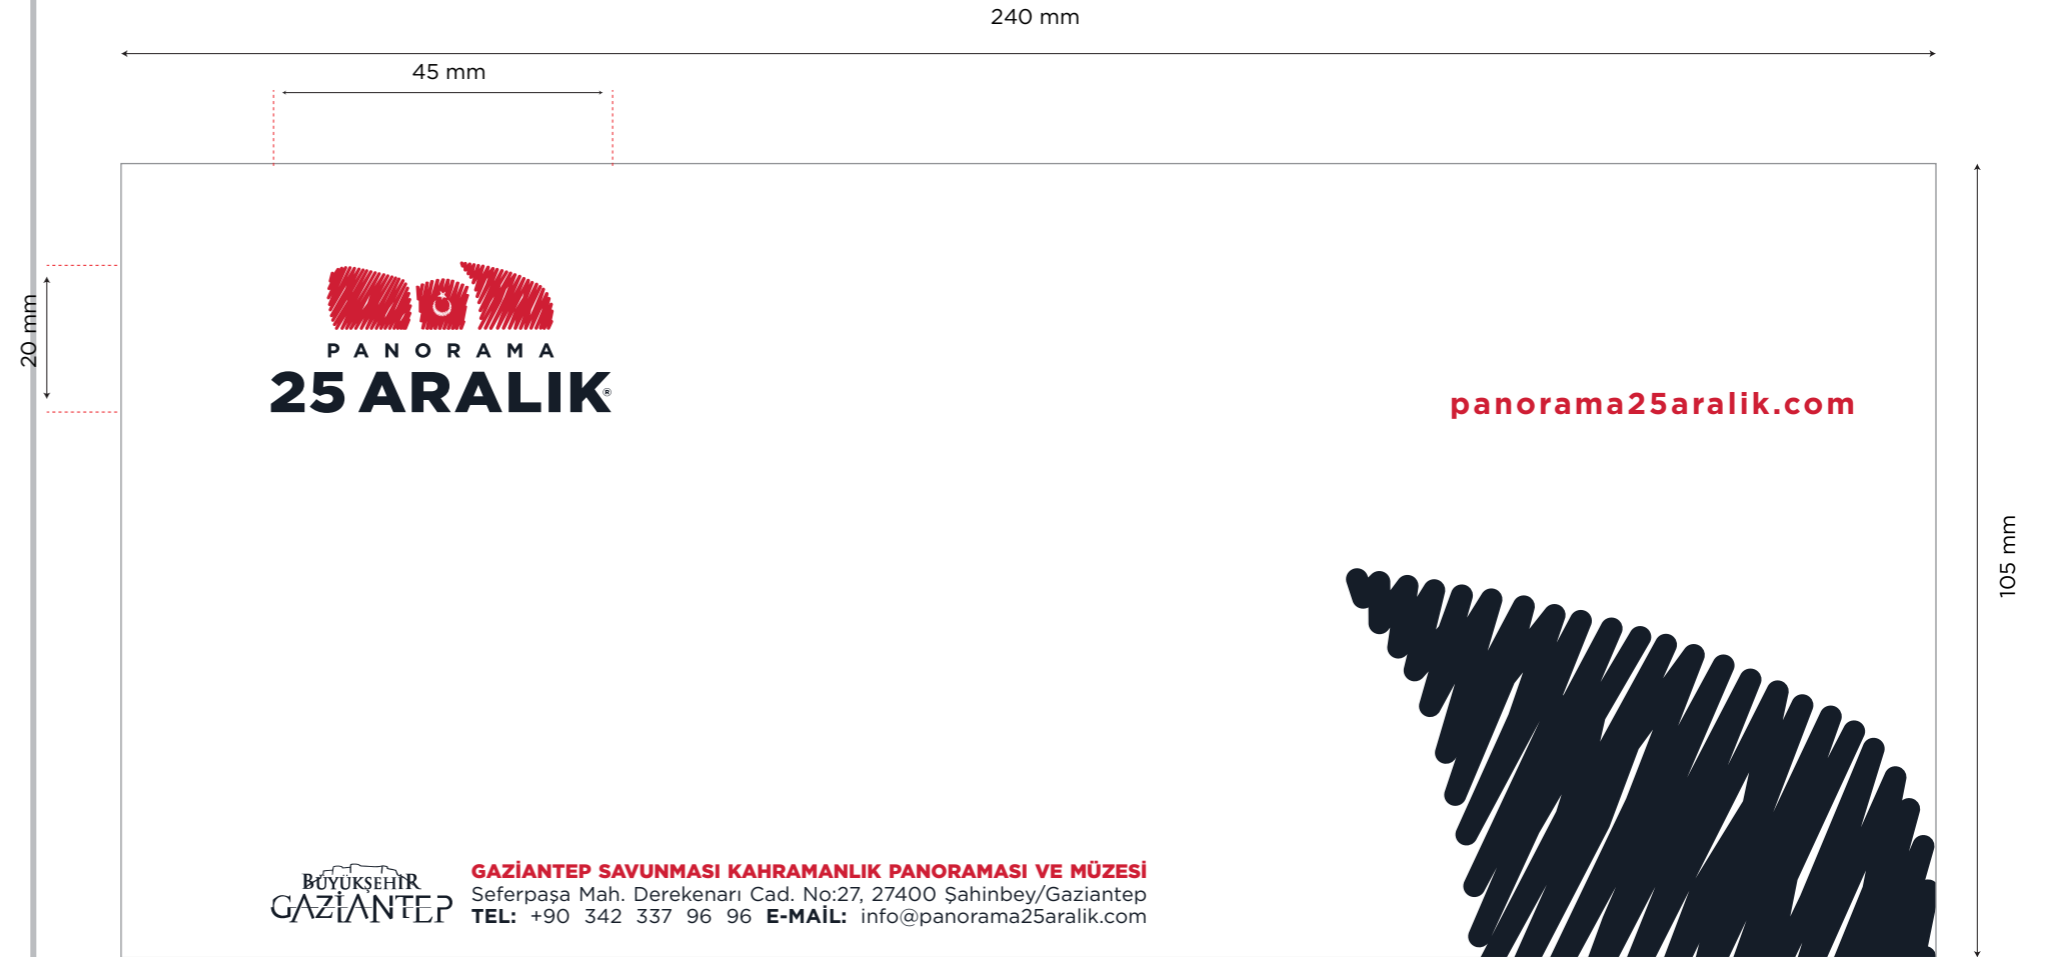 240 mm
45 mm
20 mm
PANORAMA
25 ARALIK®
panorama25aralik.com
105 mm
BÜYÜKŞEHİR
GAZİANTEP
GAZİANTEP SAVUNMASI KAHRAMANLIK PANORAMASI VE MÜZESİ
Seferpaşa Mah. Derekenarı Cad. No:27, 27400 Şahinbey/Gaziantep
TEL: +90 342 337 96 96 E-MAİL: info@panorama25aralik.com